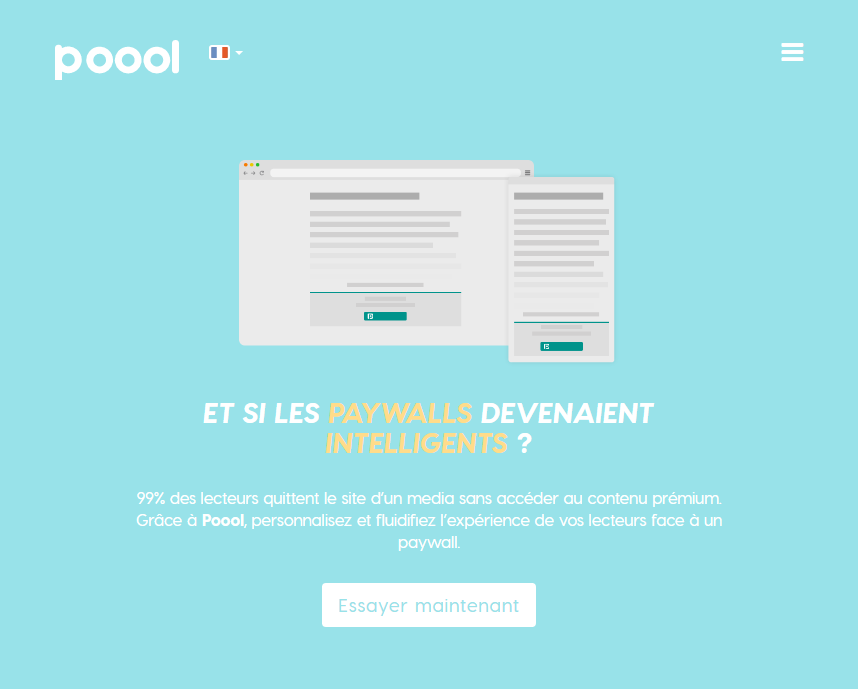 poool
ET SI LES PAYWALLS DEVENAIENT
INTELLIGENTS ?
99% des lecteurs quittent le site d'un media sans accéder au contenu prémium.
Grâce à Poool, personnalisez et fluidifiez l'expérience de vos lecteurs face à un
paywall.
Essayer maintenant